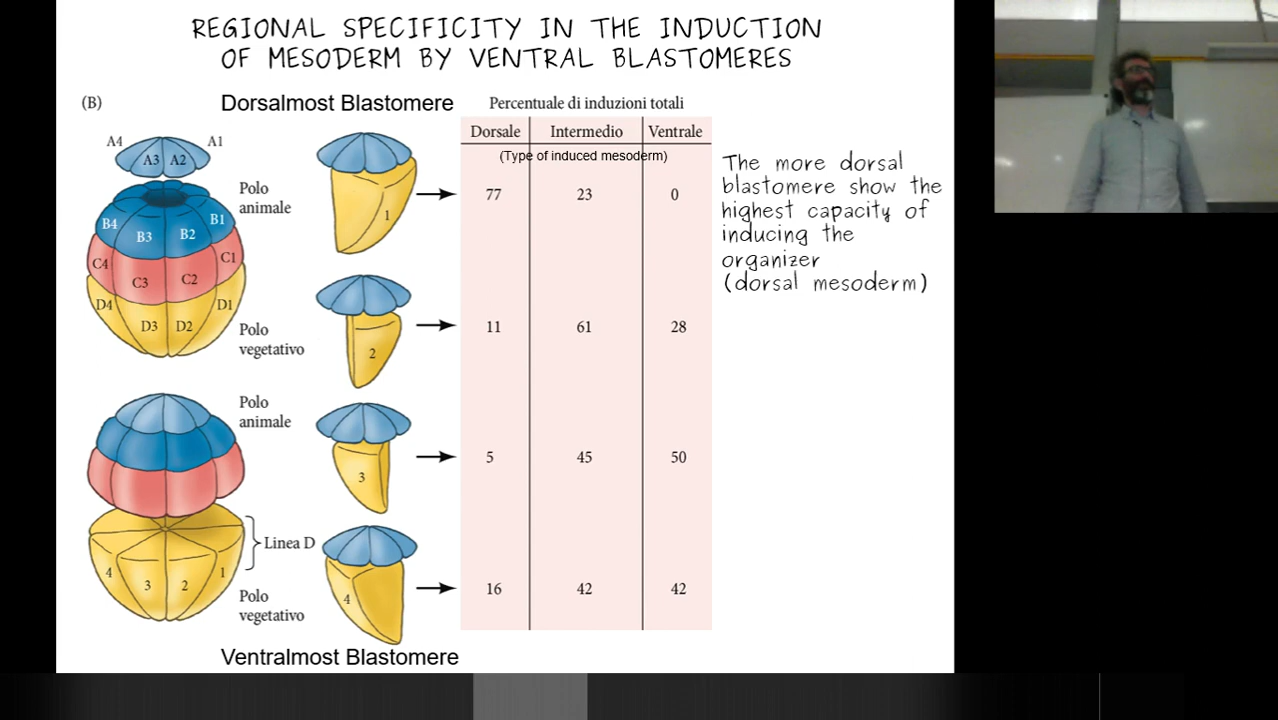 REGIONAL SPECIFICITY IN THE INDUCTION
OF MESODERM BY VENTRAL BLASTOMERES
(B)
Dorsalmost Blastomere
Percentuale di induzioni totali
Dorsale Intermedio Ventrale
(Type of induced mesoderm)
A4 A1
A3 A2
Polo
animale
B4 B3 B2 B1
C4 C3 C2 C1
D4 D3 D2 D1
Polo
vegetativo
1
77 23 0
2
11 61 28
Polo
animale
3
5 45 50
Linea D
4 3 2 1
Polo
vegetativo
4
16 42 42
Ventralmost Blastomere
The more dorsal
blastomere show the
highest capacity of
inducing the
organizer
(dorsal mesoderm)